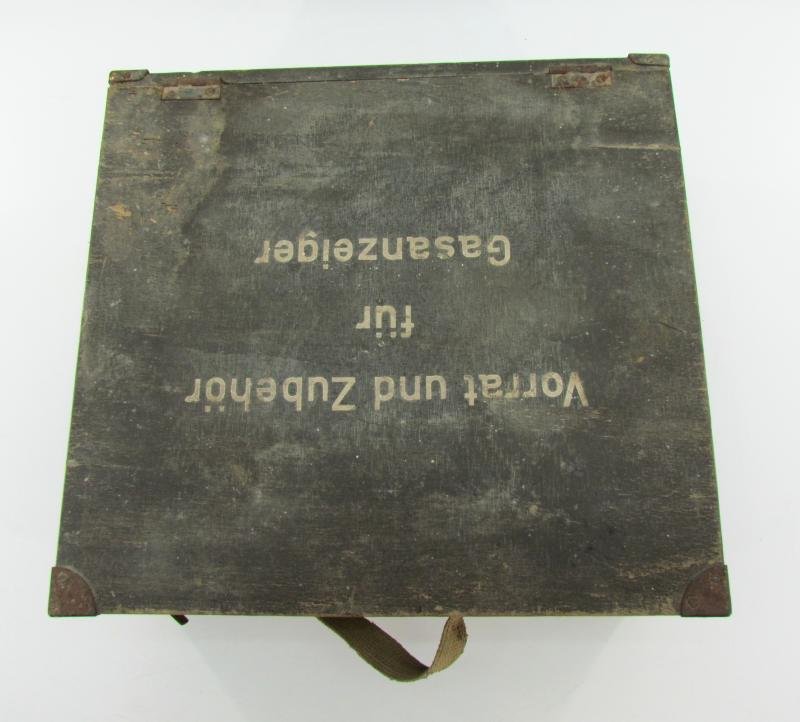 Vorrat und Zubehör
für
Gasanzeiger